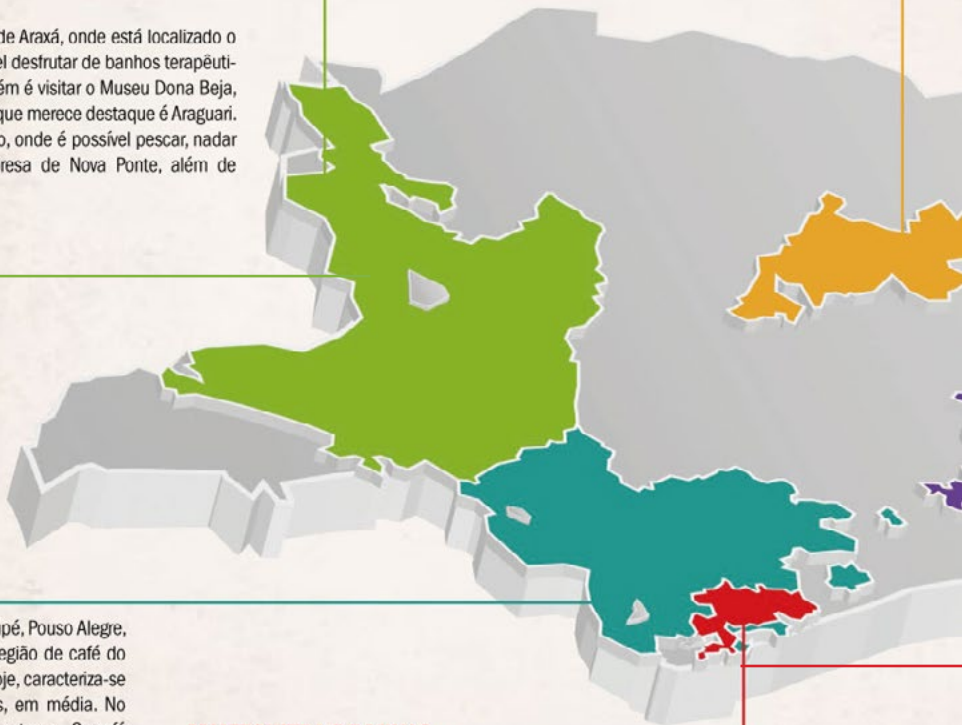 de Araxá, onde está localizado o
el desfrutar de banhos terapêuti-
ém é visitar o Museu Dona Beja,
que merece destaque é Araguari.
o, onde é possível pescar, nadar
resa de Nova Ponte, além de
pé, Pouso Alegre,
egião de café do
oje, caracteriza-se
s, em média. No